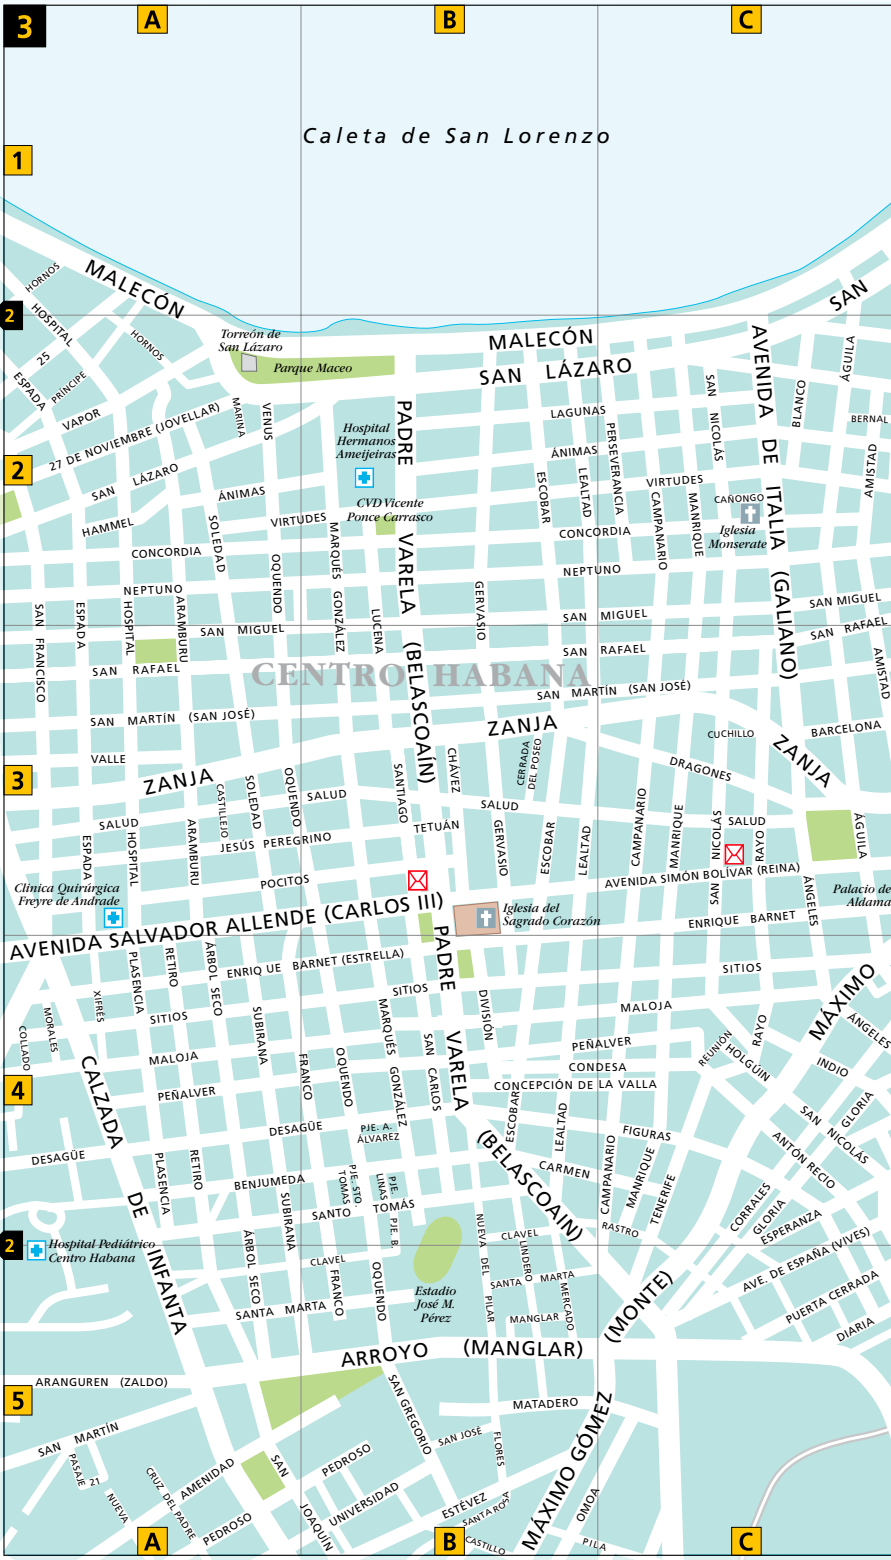 3
A
B
C
Caleta de San Lorenzo
1
MALECÓN
HORNOS
HOSPITAL
2
SAN
HORNOS
25
Torreón de
San Lázaro
Parque Maceo
MALECÓN
SAN LÁZARO
AVENIDA DE ITALIA (GALIANO)
ÁGUILA
ESPADA
PRÍNCIPE
VAPOR
27 DE NOVIEMBRE (JOVELLAR)
MARINA
VENUS
PADRE VARELA (BELASCOAÍN)
Hospital
Hermanos
Ameijeiras
LAGUNAS
SAN NICOLÁS
BLANCO
BERNAL
2
SAN LÁZARO
ÁNIMAS
ÁNIMAS
PERSEVERANCIA
ESCOBAR
LEALTAD
VIRTUDES
CAMPANARIO
MANRIQUE
CAÑONGO
AMISTAD
CVD Vicente
Ponce Carrasco
Iglesia
Monserate
HAMMEL
SOLEDAD
VIRTUDES
CONCORDIA
MARQUÉS GONZÁLEZ
CONCORDIA
OQUENDO
NEPTUNO
NEPTUNO
SAN FRANCISCO
ESPADA
HOSPITAL
ARAMBURU
LUCENA
GERVASIO
SAN MIGUEL
SAN MIGUEL
SAN MIGUEL
SAN RAFAEL
SAN RAFAEL
SAN RAFAEL
AMISTAD
CENTRO HABANA
SAN MARTÍN (SAN JOSÉ)
SAN MARTÍN (SAN JOSÉ)
ZANJA
CUCHILLO
ZANJA
BARCELONA
VALLE
3
ZANJA
CASTILLEJO
SOLEDAD
OQUENDO
SANTIAGO
CHÁVEZ
CERRADA
DEL POSEO
DRAGONES
SALUD
SALUD
SALUD
SALUD
TETUÁN
ESPADA
HOSPITAL
ARAMBURU
JESÚS PEREGRINO
GERVASIO
ESCOBAR
LEALTAD
CAMPANARIO
MANRIQUE
SAN NICOLÁS
RAYO
ÁGUILA
POCITOS
AVENIDA SIMÓN BOLÍVAR (REINA)
ÁNGELES
Clinica Quirúrgica
Freyre de Andrade
Palacio de
Aldama
AVENIDA SALVADOR ALLENDE (CARLOS III)
Iglesia del
Sagrado Corazón
ENRIQUE BARNET
PLASENCIA
RETIRO
ÁRBOL SECO
ENRIQUE BARNET (ESTRELLA)
PADRE VARELA (BELASCOAIN)
SITIOS
SITIOS
SITIOS
MÁXIMO
XIFRÉS
MORALES
COLLADO
SUBIRANA
MARQUÉS GONZÁLEZ
DIVISIÓN
MALOJA
MALOJA
PEÑALVER
PEÑALVER
CONDESA
CONCEPCIÓN DE LA VALLA
SAN CARLOS
REUNIÓN
HOLGUÍN
RAYO
ÁNGELES
INDIO
4
CALZADA DE INFANTA
FRANCO
OQUENDO
ESCOBAR
LEALTAD
GLORIA
SAN NICOLÁS
DESAGÜE
DESAGÜE
PJE. A.
ÁLVAREZ
FIGURAS
ANTÓN RECIO
PLASENCIA
RETIRO
BENJUMEDA
SUBIRANA
PJE. STO.
TOMAS
PJE.
LINAS
CARMEN
CAMPANARIO
MANRIQUE
TENERIFE
CORRALES
GLORIA
ESPERANZA
SANTO TOMÁS
PJE. B.
RASTRO
2
Hospital Pediátrico
Centro Habana
ÁRBOL SECO
CLAVEL
FRANCO
OQUENDO
NUEVA DEL PILAR
CLAVEL
LINDERO
AVE. DE ESPAÑA (VIVES)
SANTA MARTA
SANTA MARTA
MERCADO
Estadio
José M.
Pérez
MANGLAR
PUERTA CERRADA
DIARIA
ARROYO (MANGLAR)
(MONTE)
ARANGUREN (ZALDO)
5
SAN GREGORIO
MATADERO
MÁXIMO GÓMEZ
SAN MARTÍN
PASAJE 21
NUEVA
CRUZ DEL PADRE
AMENIDAD
SAN JOAQUÍN
PEDROSO
PEDROSO
UNIVERSIDAD
SAN JOSÉ
FLORES
ESTÉVEZ
SANTA ROSA
CASTILLO
OMOA
PILA
A
B
C